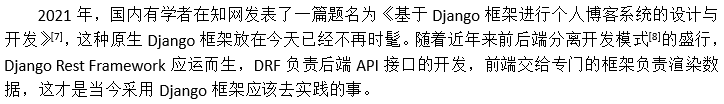 2021 年，国内有学者在知网发表了一篇题名为《基于 Django 框架进行个人博客系统的设计与
开发》[7]，这种原生 Django 框架放在今天已经不再时髦。随着近年来前后端分离开发模式[8]的盛行，
Django Rest Framework 应运而生，DRF 负责后端 API 接口的开发，前端交给专门的框架负责渲染数
据，这才是当今采用 Django 框架应该去实践的事。